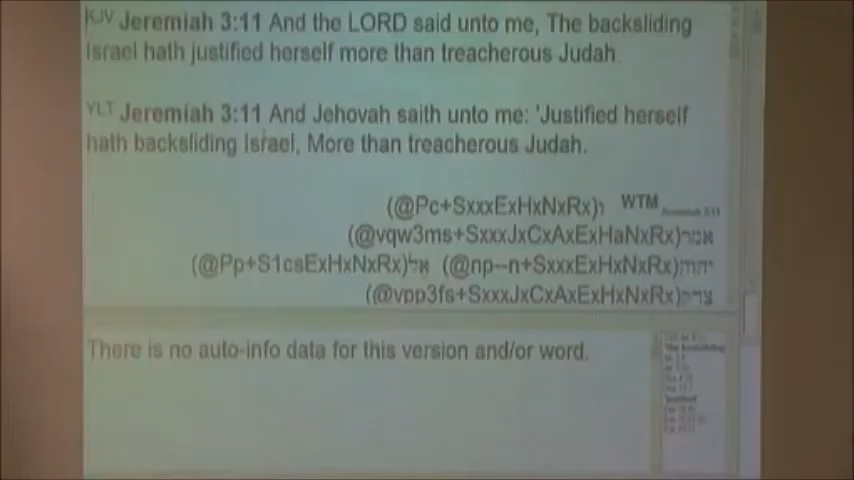 KJV Jeremiah 3:11 And the LORD said unto me, The backsliding
Israel hath justified herself more than treacherous Judah.
YLT Jeremiah 3:11 And Jehovah saith unto me: 'Justified herself
hath backsliding Israel, More than treacherous Judah.
WTM Jeremiah 3:11 ו(@Pc+SxxxExHxNxRx)
אמר(@vqw3ms+SxxxJxCxAxExHaNxRx)
יהוה(@np--n+SxxxExHxNxRx) אל(@Pp+S1csExHxNxRx)
צדק(@vpp3fs+SxxxJxCxAxExHxNxRx)
There is no auto-info data for this version and/or word.